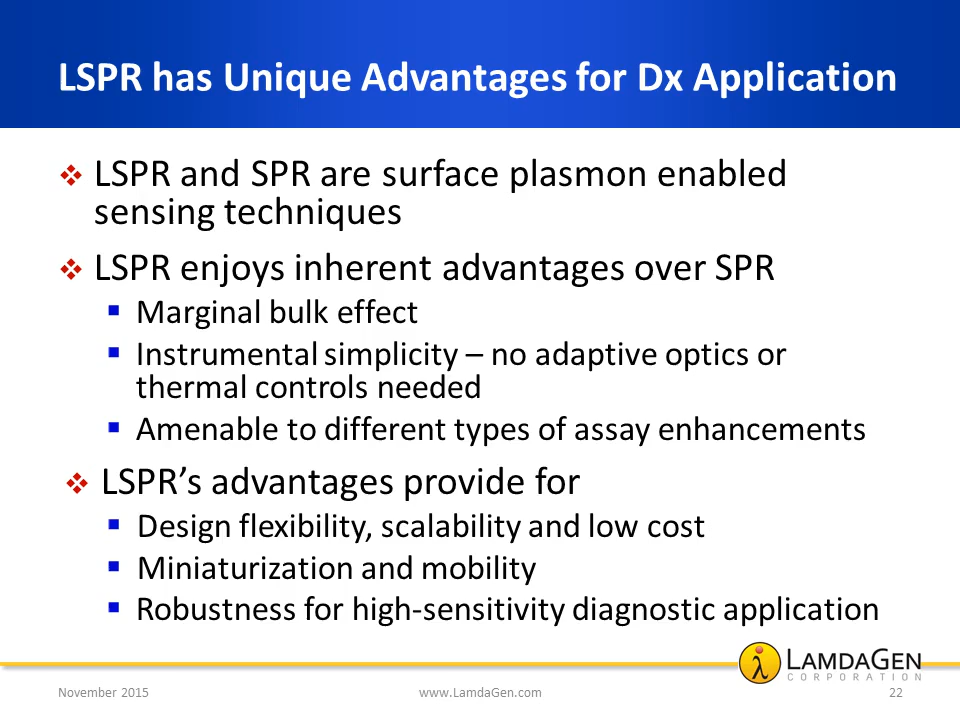 LSPR has Unique Advantages for Dx Application
LSPR and SPR are surface plasmon enabled
sensing techniques
LSPR enjoys inherent advantages over SPR
Marginal bulk effect
Instrumental simplicity – no adaptive optics or
thermal controls needed
Amenable to different types of assay enhancements
LSPR’s advantages provide for
Design flexibility, scalability and low cost
Miniaturization and mobility
Robustness for high-sensitivity diagnostic application
λ LAMDAGEN
CORPORATION
November 2015
www.LamdaGen.com
22